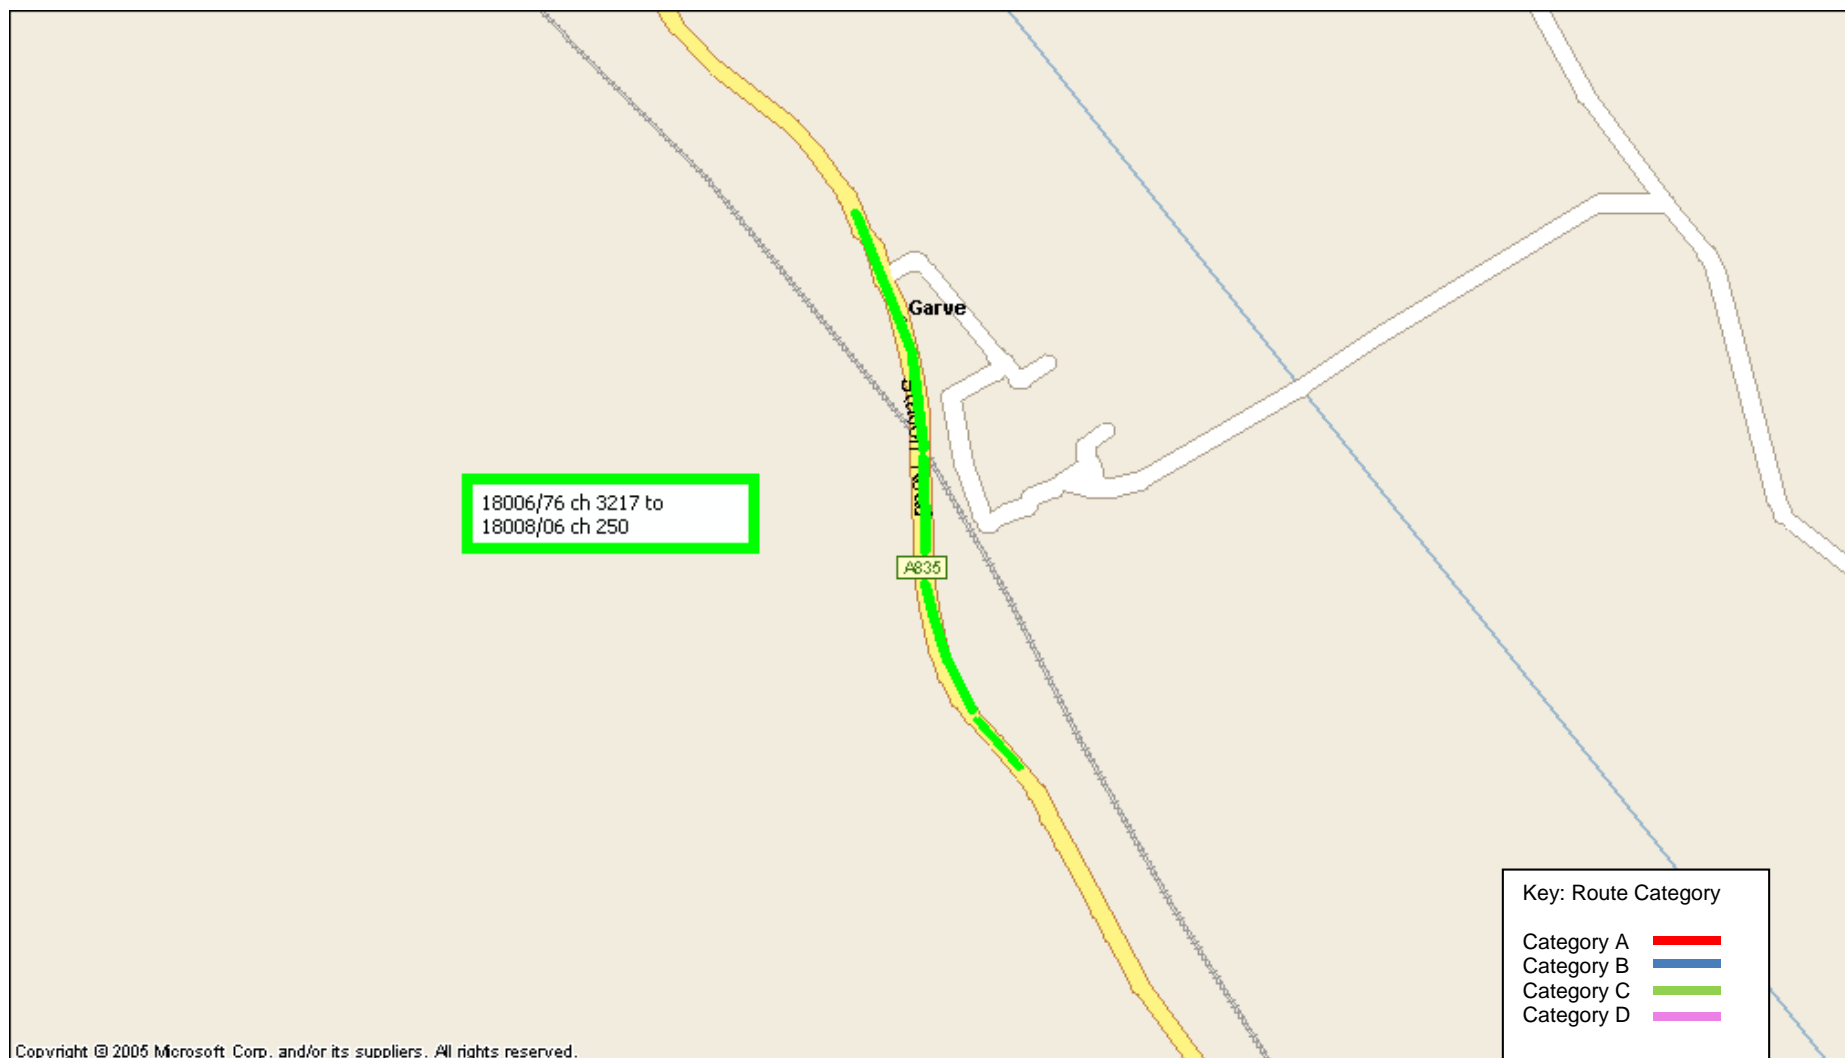 Garve
18006/76 ch 3217 to
18008/06 ch 250
A835
Key: Route Category
Category A
Category B
Category C
Category D
Copyright © 2005 Microsoft Corp. and/or its suppliers. All rights reserved.